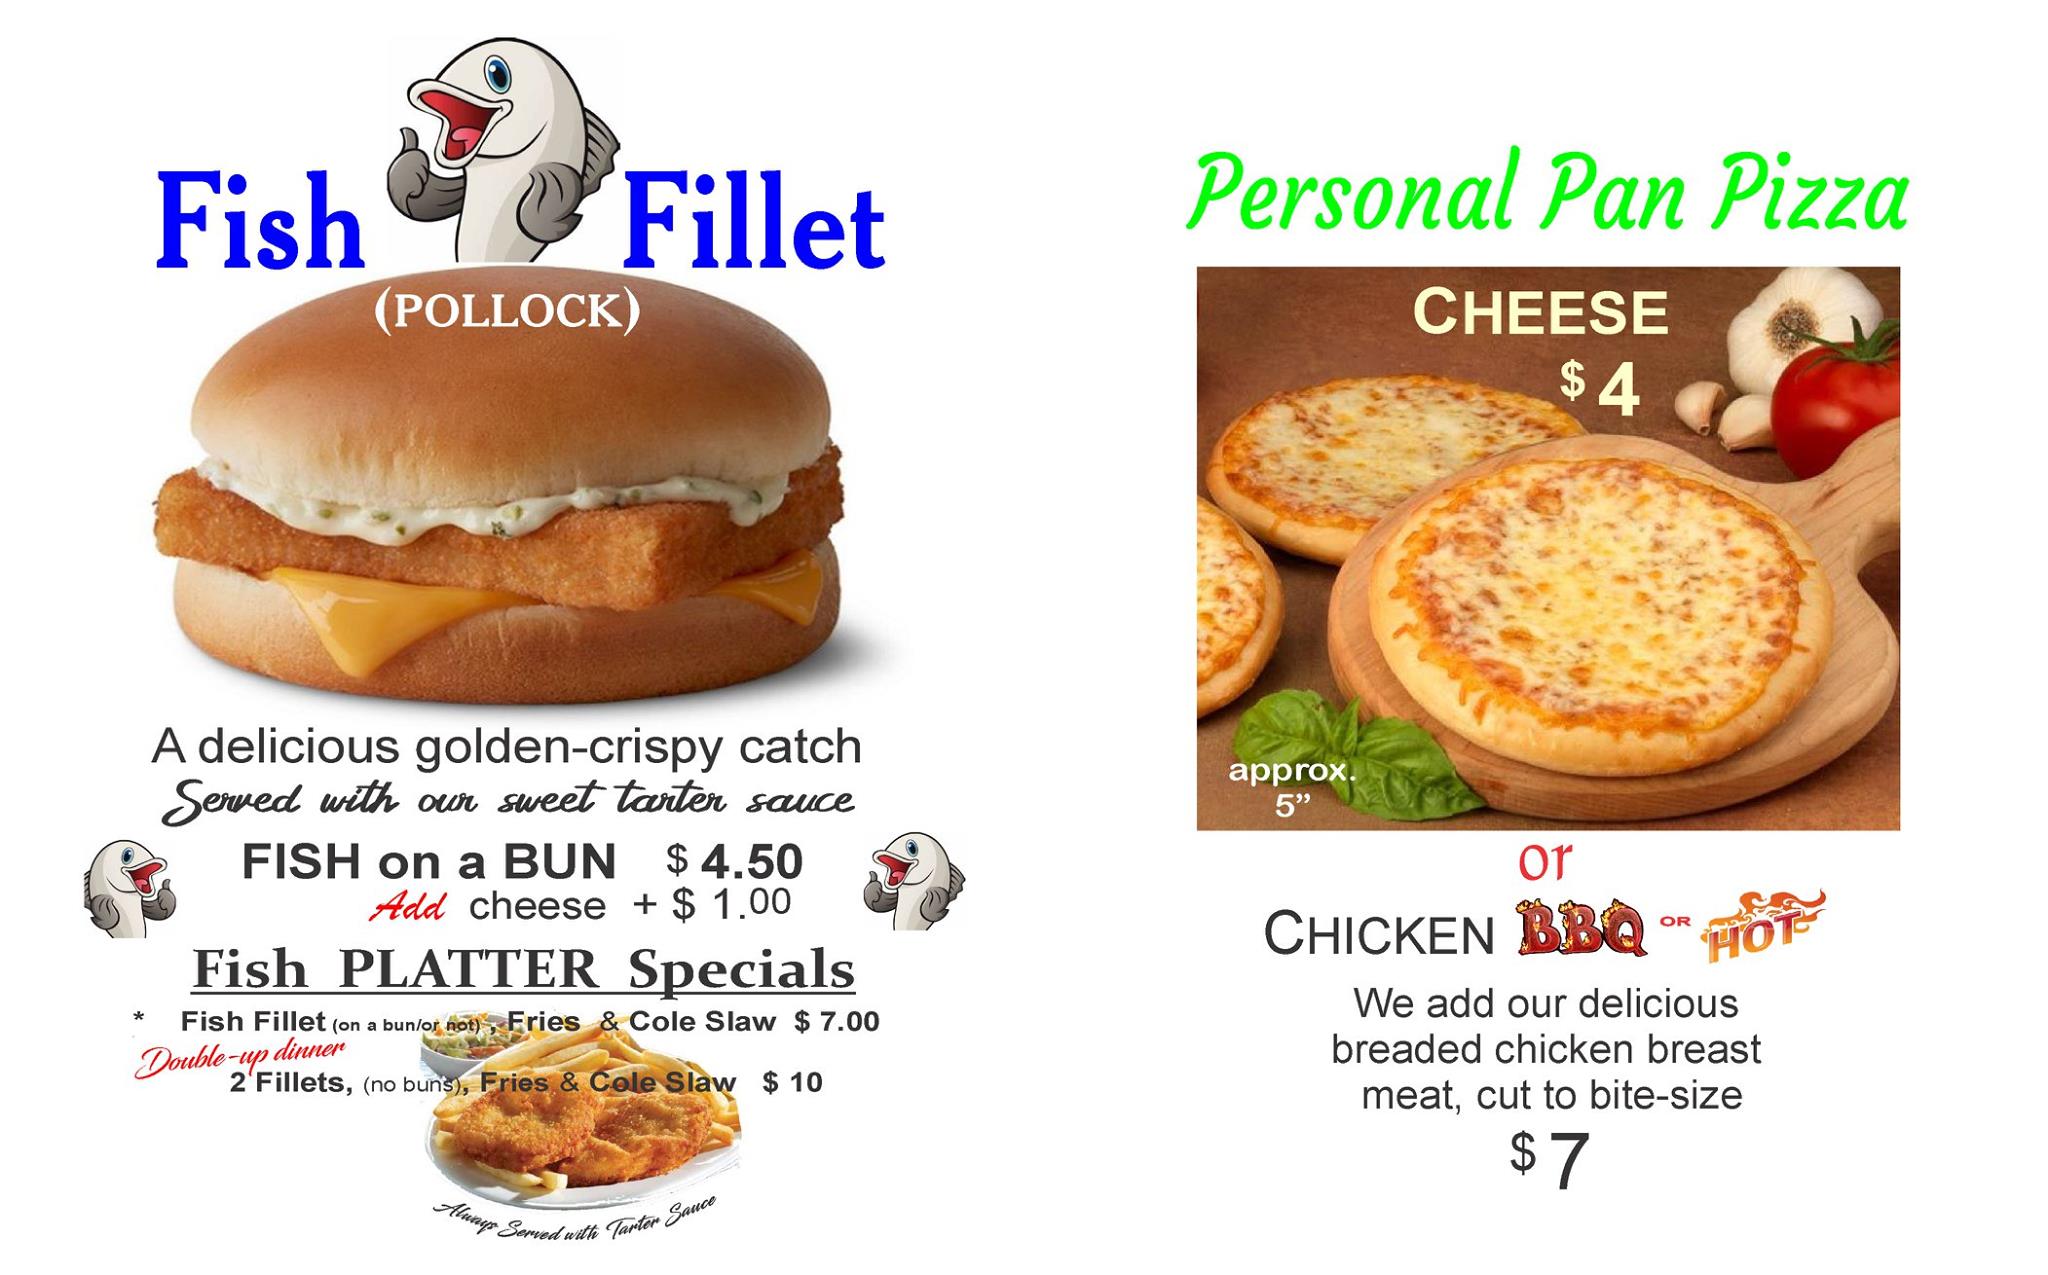 Fish Fillet
(POLLOCK)
A delicious golden-crispy catch
Served with our sweet tarter sauce
FISH on a BUN $ 4.50
Add cheese + $ 1.00
Fish PLATTER Specials
* Fish Fillet (on a bun/or not) , Fries & Cole Slaw $ 7.00
Double-up dinner
2 Fillets, (no buns), Fries & Cole Slaw $ 10
Always Served with Tarter Sauce
Personal Pan Pizza
CHEESE
$ 4
approx.
5”
or
CHICKEN BBQ OR HOT
We add our delicious
breaded chicken breast
meat, cut to bite-size
$ 7